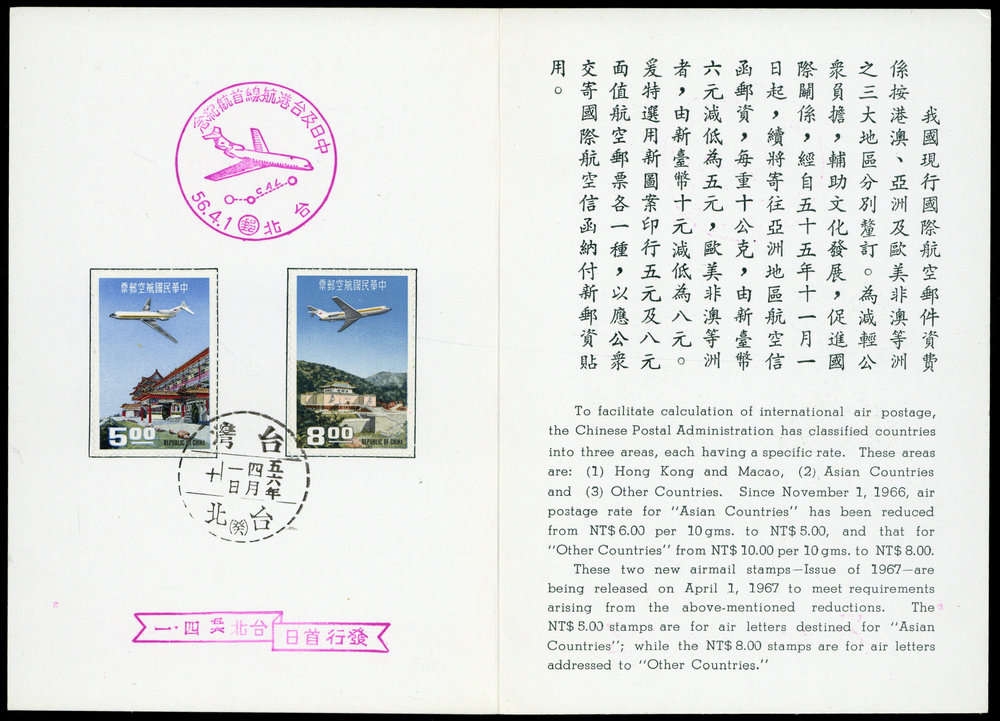 中日及台港航線首航紀念
C.A.L.
56.4.1
郵
台北
中華民國航空郵票
5.00
REPUBLIC OF CHINA
中華民國航空郵票
8.00
REPUBLIC OF CHINA
台灣
五六年
四月
一日
十
台北
癸
台北
四·一
發行首日
我國現行國際航空郵件資費
係按港澳、亞洲及歐美非澳等洲
之三大地區分別釐訂。為減輕公
衆負擔,輔助文化發展,促進國
際關係,經自五十五年十一月一
日起,續將寄往亞洲地區航空信
函郵資,每重十公克,由新臺幣
六元減低為五元,歐美非澳等洲
者,由新臺幣十元減低為八元。
爰特選用新圖案印行五元及八元
面值航空郵票各一種,以應公衆
交寄國際航空信函納付新郵資貼
用。
To facilitate calculation of international air postage,
the Chinese Postal Administration has classified countries
into three areas, each having a specific rate. These areas
are: (1) Hong Kong and Macao, (2) Asian Countries
and (3) Other Countries. Since November 1, 1966, air
postage rate for "Asian Countries" has been reduced
from NT$ 6.00 per 10 gms. to NT$ 5.00, and that for
"Other Countries" from NT$ 10.00 per 10 gms. to NT$ 8.00.
These two new airmail stamps—Issue of 1967—are
being released on April 1, 1967 to meet requirements
arising from the above-mentioned reductions. The
NT$ 5.00 stamps are for air letters destined for "Asian
Countries"; while the NT$ 8.00 stamps are for air letters
addressed to "Other Countries."